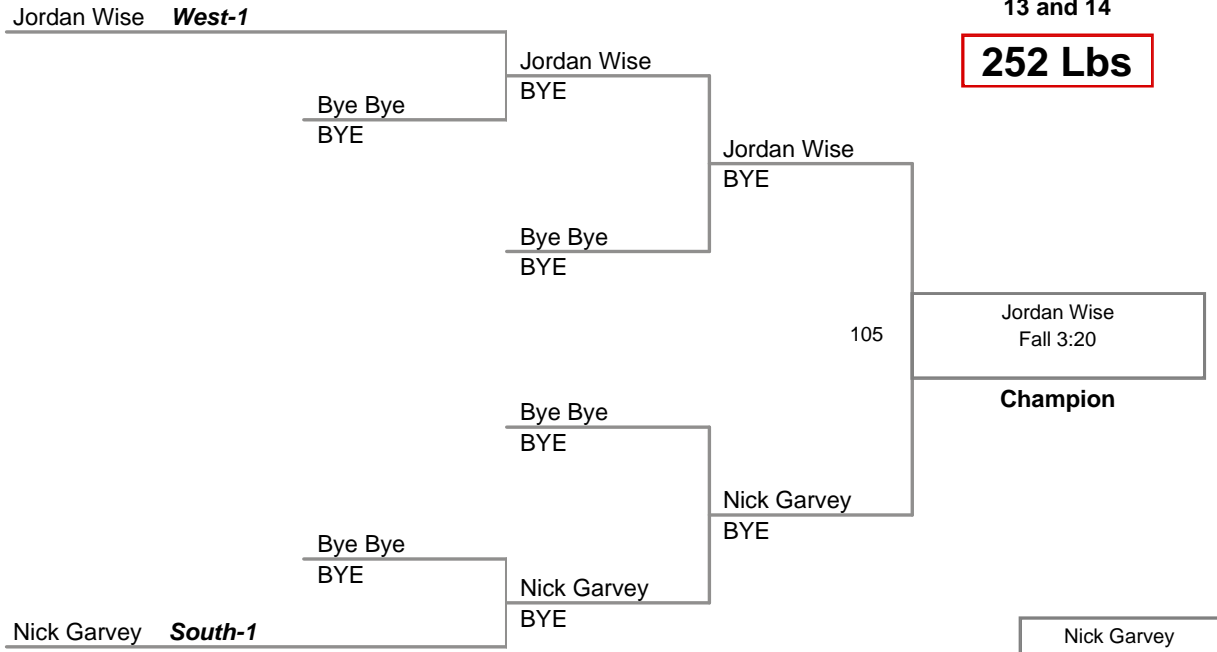 13 and 14
252 Lbs
Jordan Wise West-1
Jordan Wise
BYE
Bye Bye
BYE
Jordan Wise
BYE
Bye Bye
BYE
105
Jordan Wise
Fall 3:20
Champion
Bye Bye
BYE
Nick Garvey
BYE
Bye Bye
BYE
Nick Garvey
BYE
Nick Garvey South-1
Nick Garvey